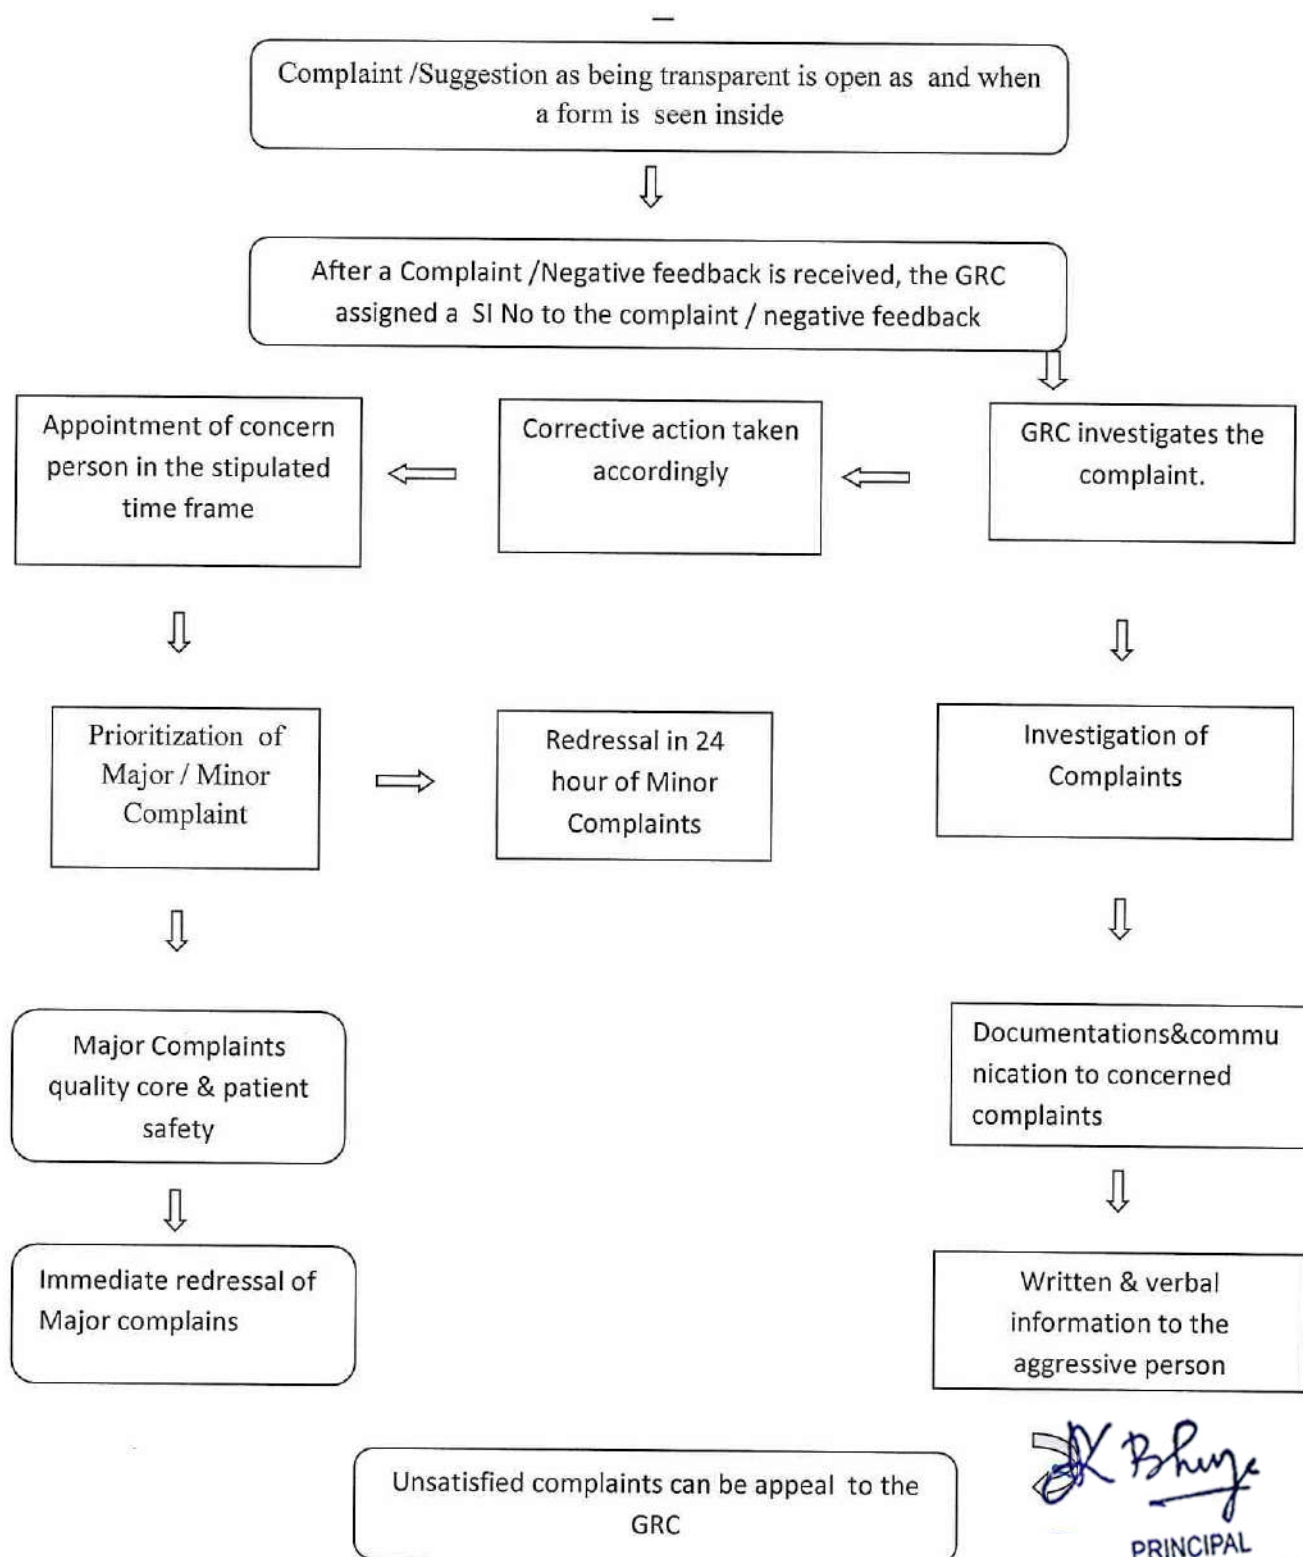 Complaint /Suggestion as being transparent is open as and when
a form is seen inside
After a Complaint /Negative feedback is received, the GRC
assigned a SI No to the complaint / negative feedback
Appointment of concern
person in the stipulated
time frame
Corrective action taken
accordingly
GRC investigates the
complaint.
Prioritization of
Major / Minor
Complaint
Redressal in 24
hour of Minor
Complaints
Investigation of
Complaints
Major Complaints
quality core & patient
safety
Documentations&commu
nication to concerned
complaints
Immediate redressal of
Major complains
Written & verbal
information to the
aggressive person
Unsatisfied complaints can be appeal to the
GRC
PRINCIPAL